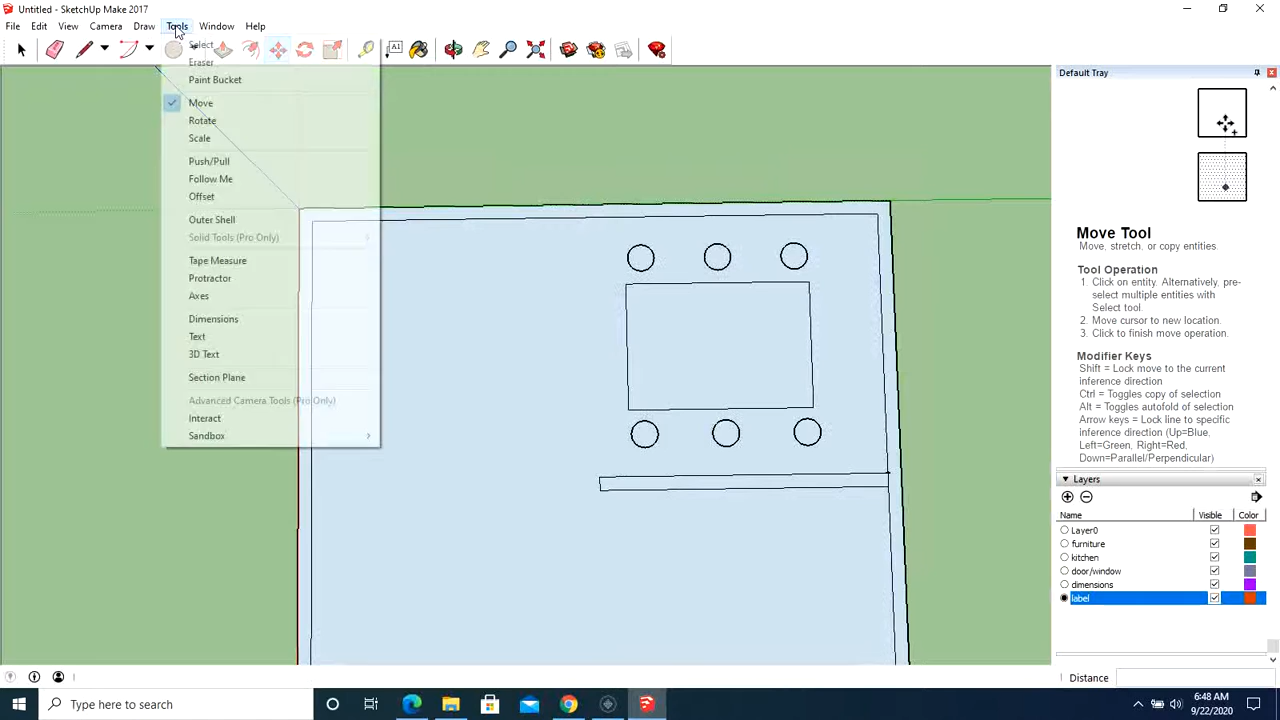 Untitled - SketchUp Make 2017
File Edit View Camera Draw Tools Window Help
Select
Eraser
Paint Bucket
Move
Rotate
Scale
Push/Pull
Follow Me
Offset
Outer Shell
Solid Tools (Pro Only)
Tape Measure
Protractor
Axes
Dimensions
Text
3D Text
Section Plane
Advanced Camera Tools (Pro Only)
Interact
Sandbox
A1
Default Tray
Move Tool
Move, stretch, or copy entities.
Tool Operation
1. Click on entity. Alternatively, pre-
select multiple entities with
Select tool.
2. Move cursor to new location.
3. Click to finish move operation.
Modifier Keys
Shift = Lock move to the current
inference direction
Ctrl = Toggles copy of selection
Alt = Toggles autofold of selection
Arrow keys = Lock line to specific
inference direction (Up=Blue,
Left=Green, Right=Red,
Down=Parallel/Perpendicular)
Layers
Name Visible Color
Layer0
furniture
kitchen
door/window
dimensions
label
Distance
Type here to search
6:48 AM
9/22/2020